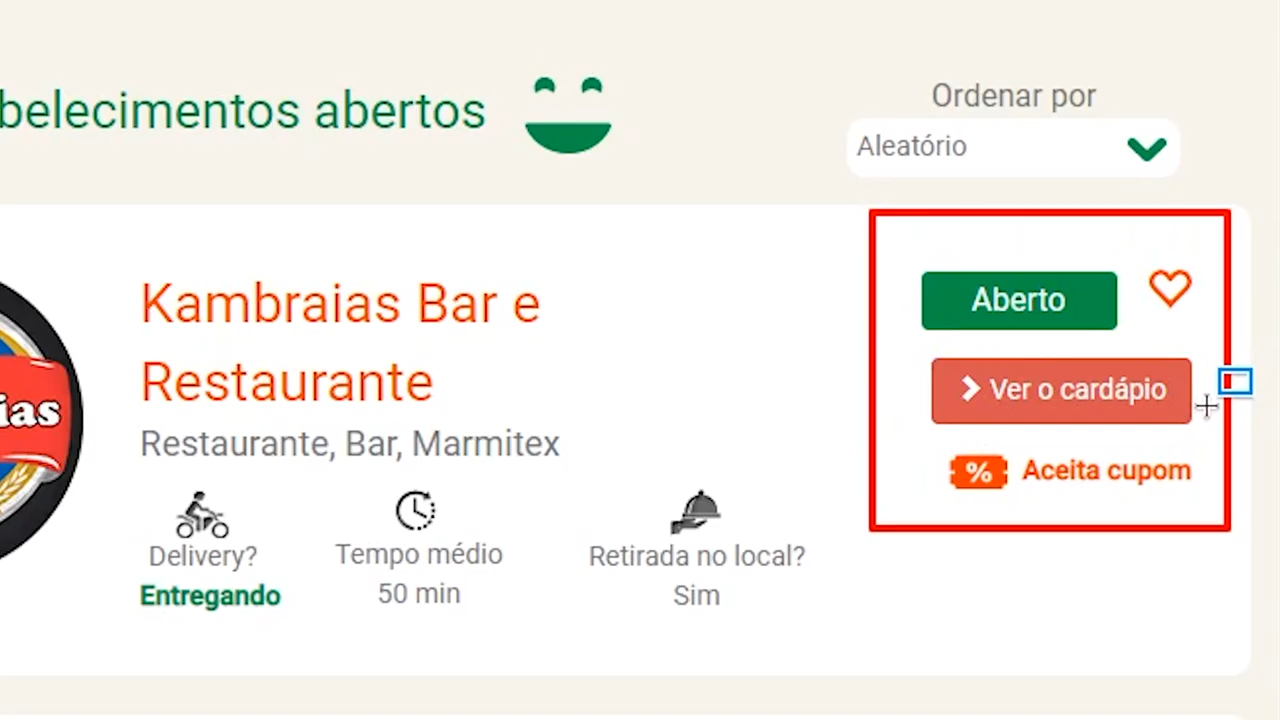 belecimentos abertos
Ordenar por
Aleatório
Kambraias Bar e
Restaurante
Restaurante, Bar, Marmitex
Delivery?
Entregando
Tempo médio
50 min
Retirada no local?
Sim
Aberto
Ver o cardápio
% Aceita cupom
ias